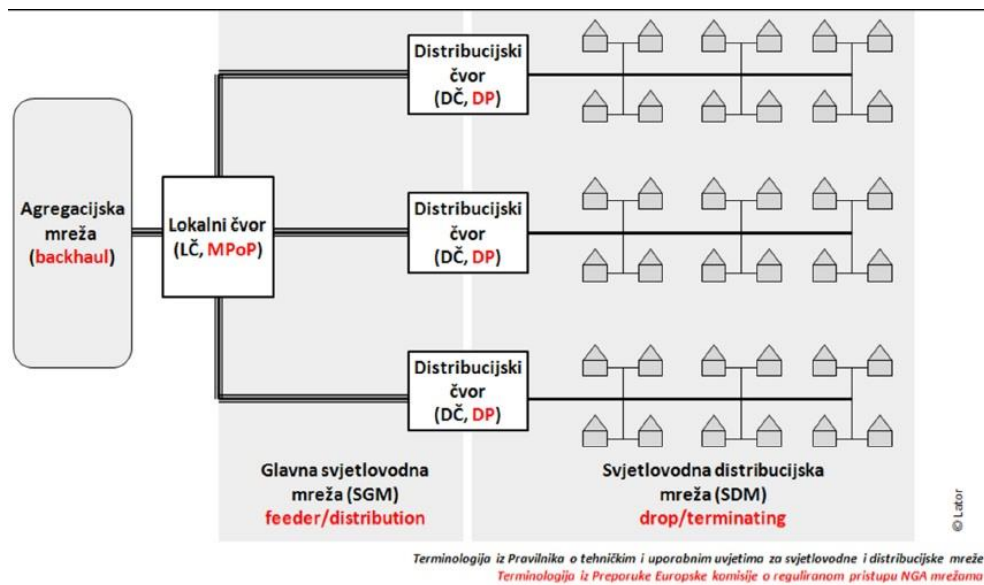 Agregacijska
mreža
(backhaul)
Lokalni čvor
(LČ, MPoP)
Distribucijski
čvor
(DČ, DP)
Distribucijski
čvor
(DČ, DP)
Distribucijski
čvor
(DČ, DP)
Glavna svjetlovodna
mreža (SGM)
feeder/distribution
Svjetlovodna distribucijska
mreža (SDM)
drop/terminating
© Lator
Terminologija iz Pravilnika o tehničkim i uporabnim uvjetima za svjetlovodne i distribucijske mreže
Terminologija iz Preporuke Europske komisije o reguliranom pristupu NGA mrežama